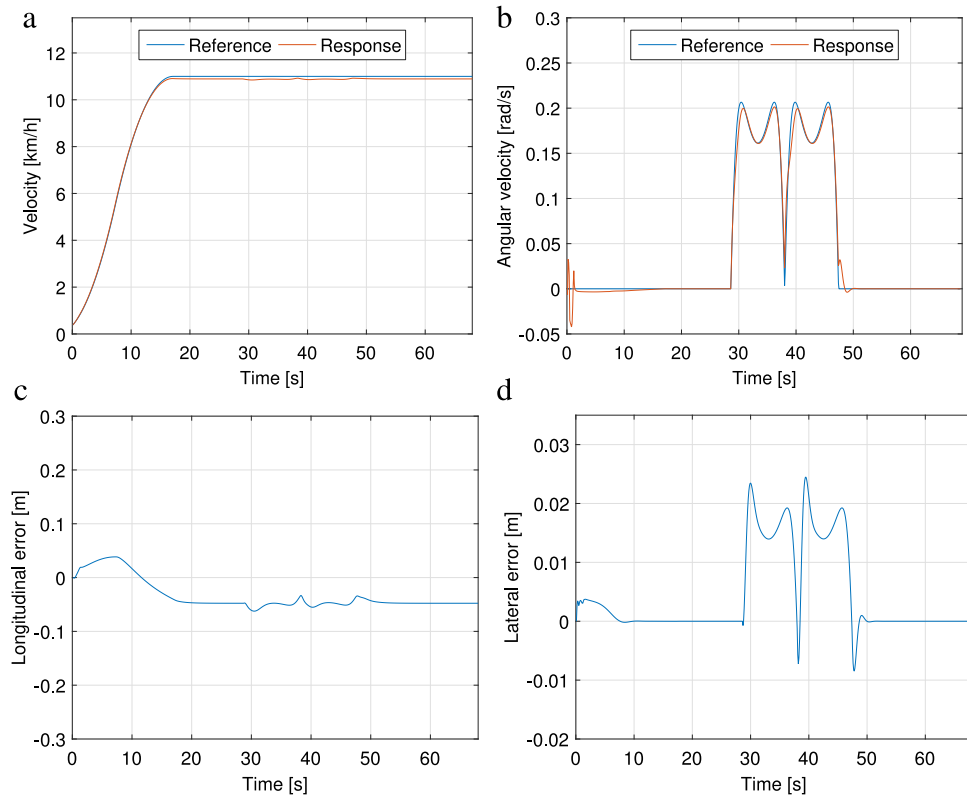 a
12
10
8
6
4
2
0
Velocity [km/h]
Reference Response
0 10 20 30 40 50 60
Time [s]
b
0.3
0.25
0.2
0.15
0.1
0.05
0
-0.05
Angular velocity [rad/s]
Reference Response
0 10 20 30 40 50 60
Time [s]
c
0.3
0.2
0.1
0
-0.1
-0.2
-0.3
Longitudinal error [m]
0 10 20 30 40 50 60
Time [s]
d
0.03
0.02
0.01
0
-0.01
-0.02
Lateral error [m]
0 10 20 30 40 50 60
Time [s]